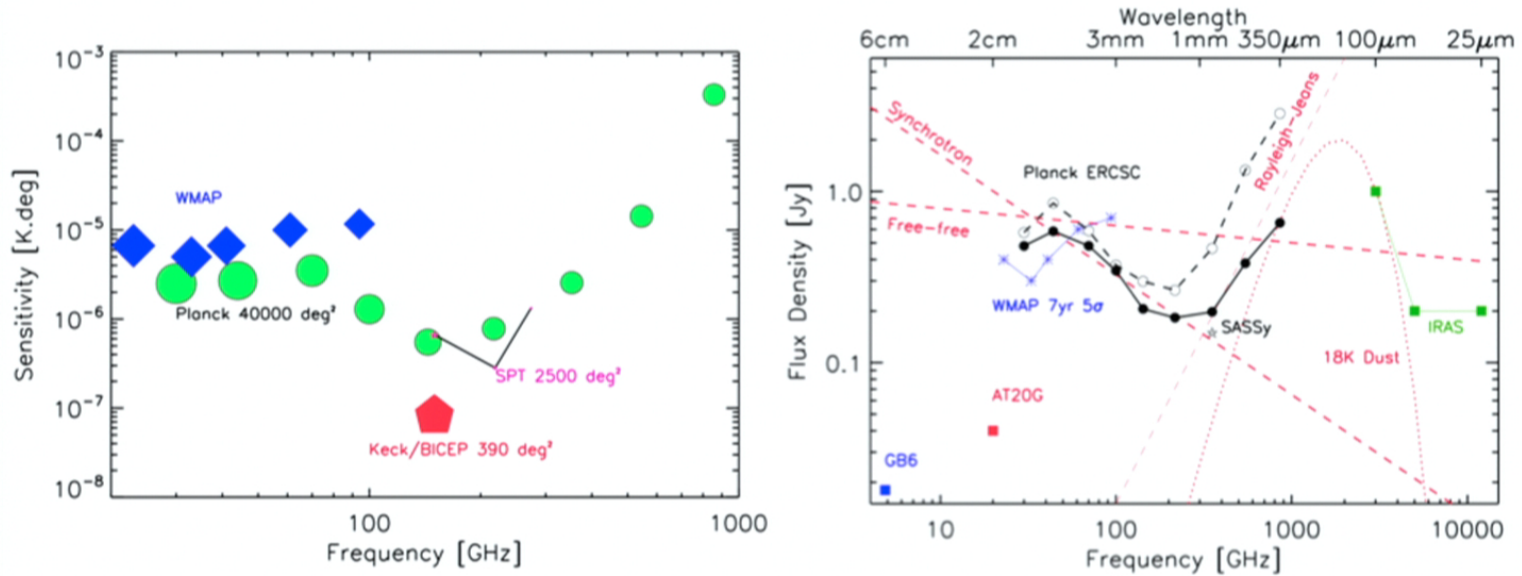 10⁻³
10⁻⁴
10⁻⁵
10⁻⁶
10⁻⁷
10⁻⁸
Sensitivity [K.deg]
WMAP
Planck 40000 deg²
SPT 2500 deg²
Keck/BICEP 390 deg²
100 1000
Frequency [GHz]
Wavelength
6cm 2cm 3mm 1mm 350μm 100μm 25μm
Flux Density [Jy]
1.0
0.1
Synchrotron
Free-free
Planck ERCSC
Rayleigh Jeans
WMAP 7yr 5σ
SASSy
IRAS
18K Dust
AT20G
GB6
10 100 1000 10000
Frequency [GHz]